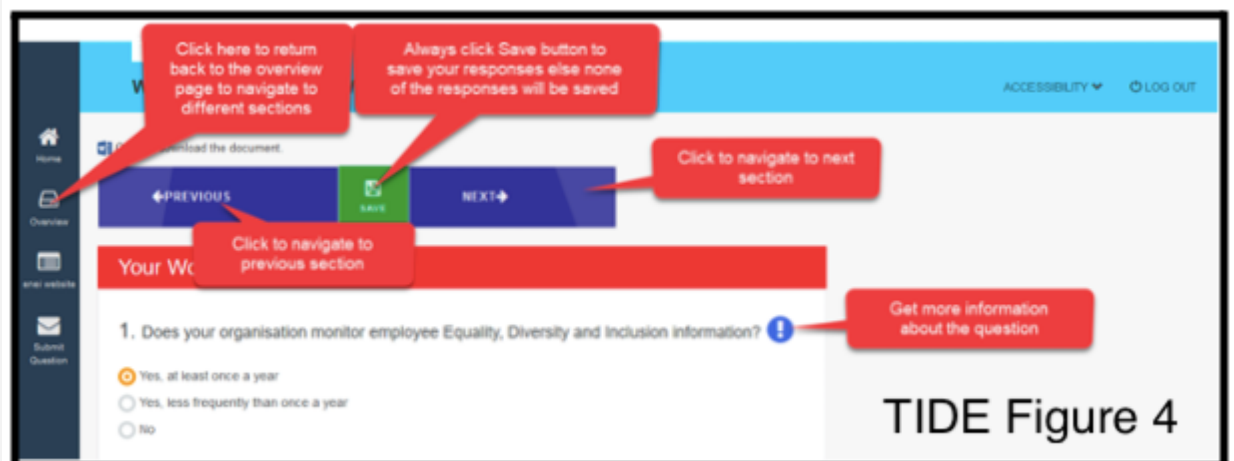 Click here to return
back to the overview
page to navigate to
different sections
Always click Save button to
save your responses else none
of the responses will be saved
ACCESSIBILITY
LOG OUT
Home
download the document.
Click to navigate to next
section
PREVIOUS
SAVE
NEXT
Overview
Click to navigate to
previous section
enei website
Your Wo
Get more information
about the question
1. Does your organisation monitor employee Equality, Diversity and Inclusion information?
Submit
Question
Yes, at least once a year
Yes, less frequently than once a year
No
TIDE Figure 4